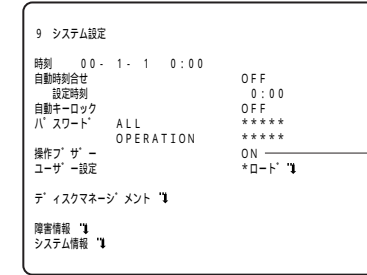 9 システム設定
時刻 00- 1- 1 0:00
自動時刻合せ OFF
設定時刻 0:00
自動キーロック OFF
パスワード ALL *****
OPERATION *****
操作ブザー ON
ユーザー設定 *ロード
ディスクマネージメント
障害情報
システム情報